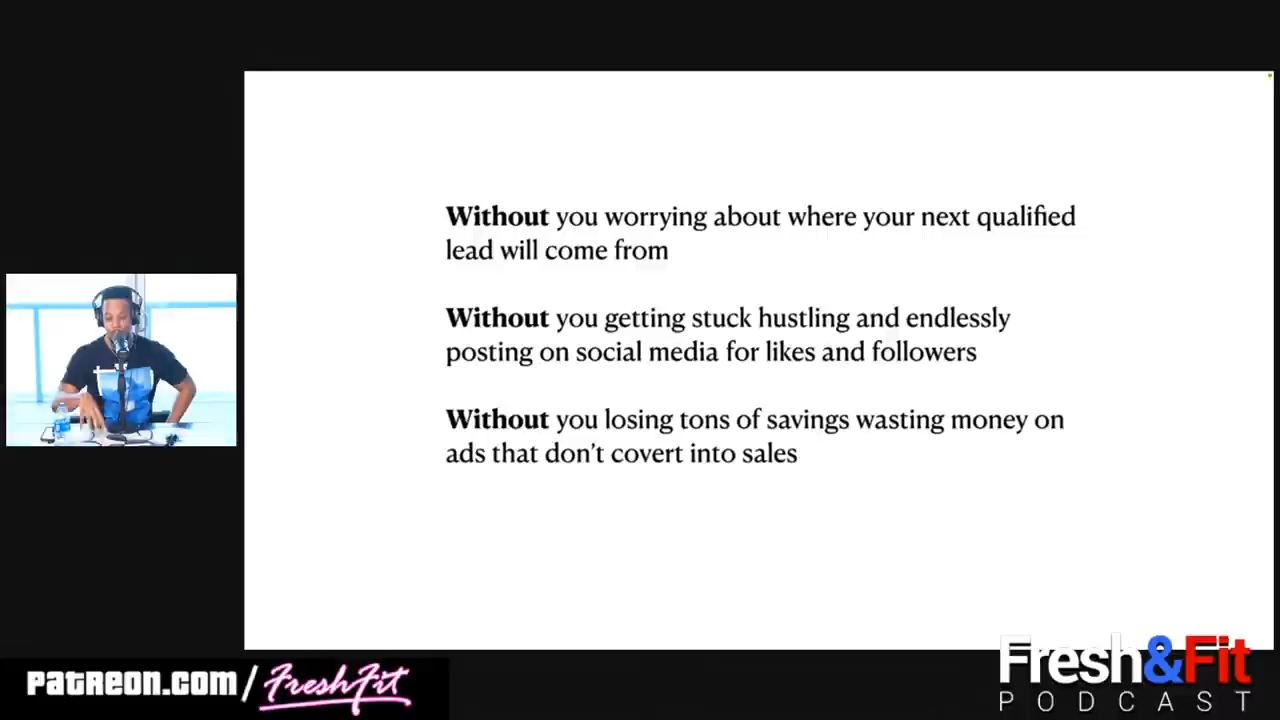 Without you worrying about where your next qualified
lead will come from
Without you getting stuck hustling and endlessly
posting on social media for likes and followers
Without you losing tons of savings wasting money on
ads that don’t covert into sales
patreon.com/FreshFit
Fresh&Fit
PODCAST